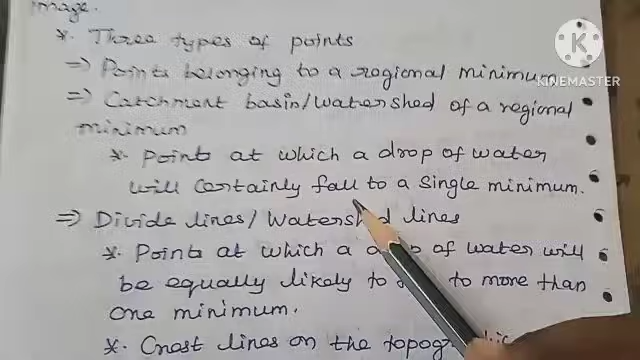 image.
* Three types of points
⇒ Points belonging to a regional minimum
⇒ Catchment basin/watershed of a regional
minimum
* Points at which a drop of water
will certainly fall to a single minimum.
⇒ Divide lines/Watershed lines
* Points at which a drop of water will
be equally likely to to more than
one minimum.
* Crest lines on the
KINEMASTER